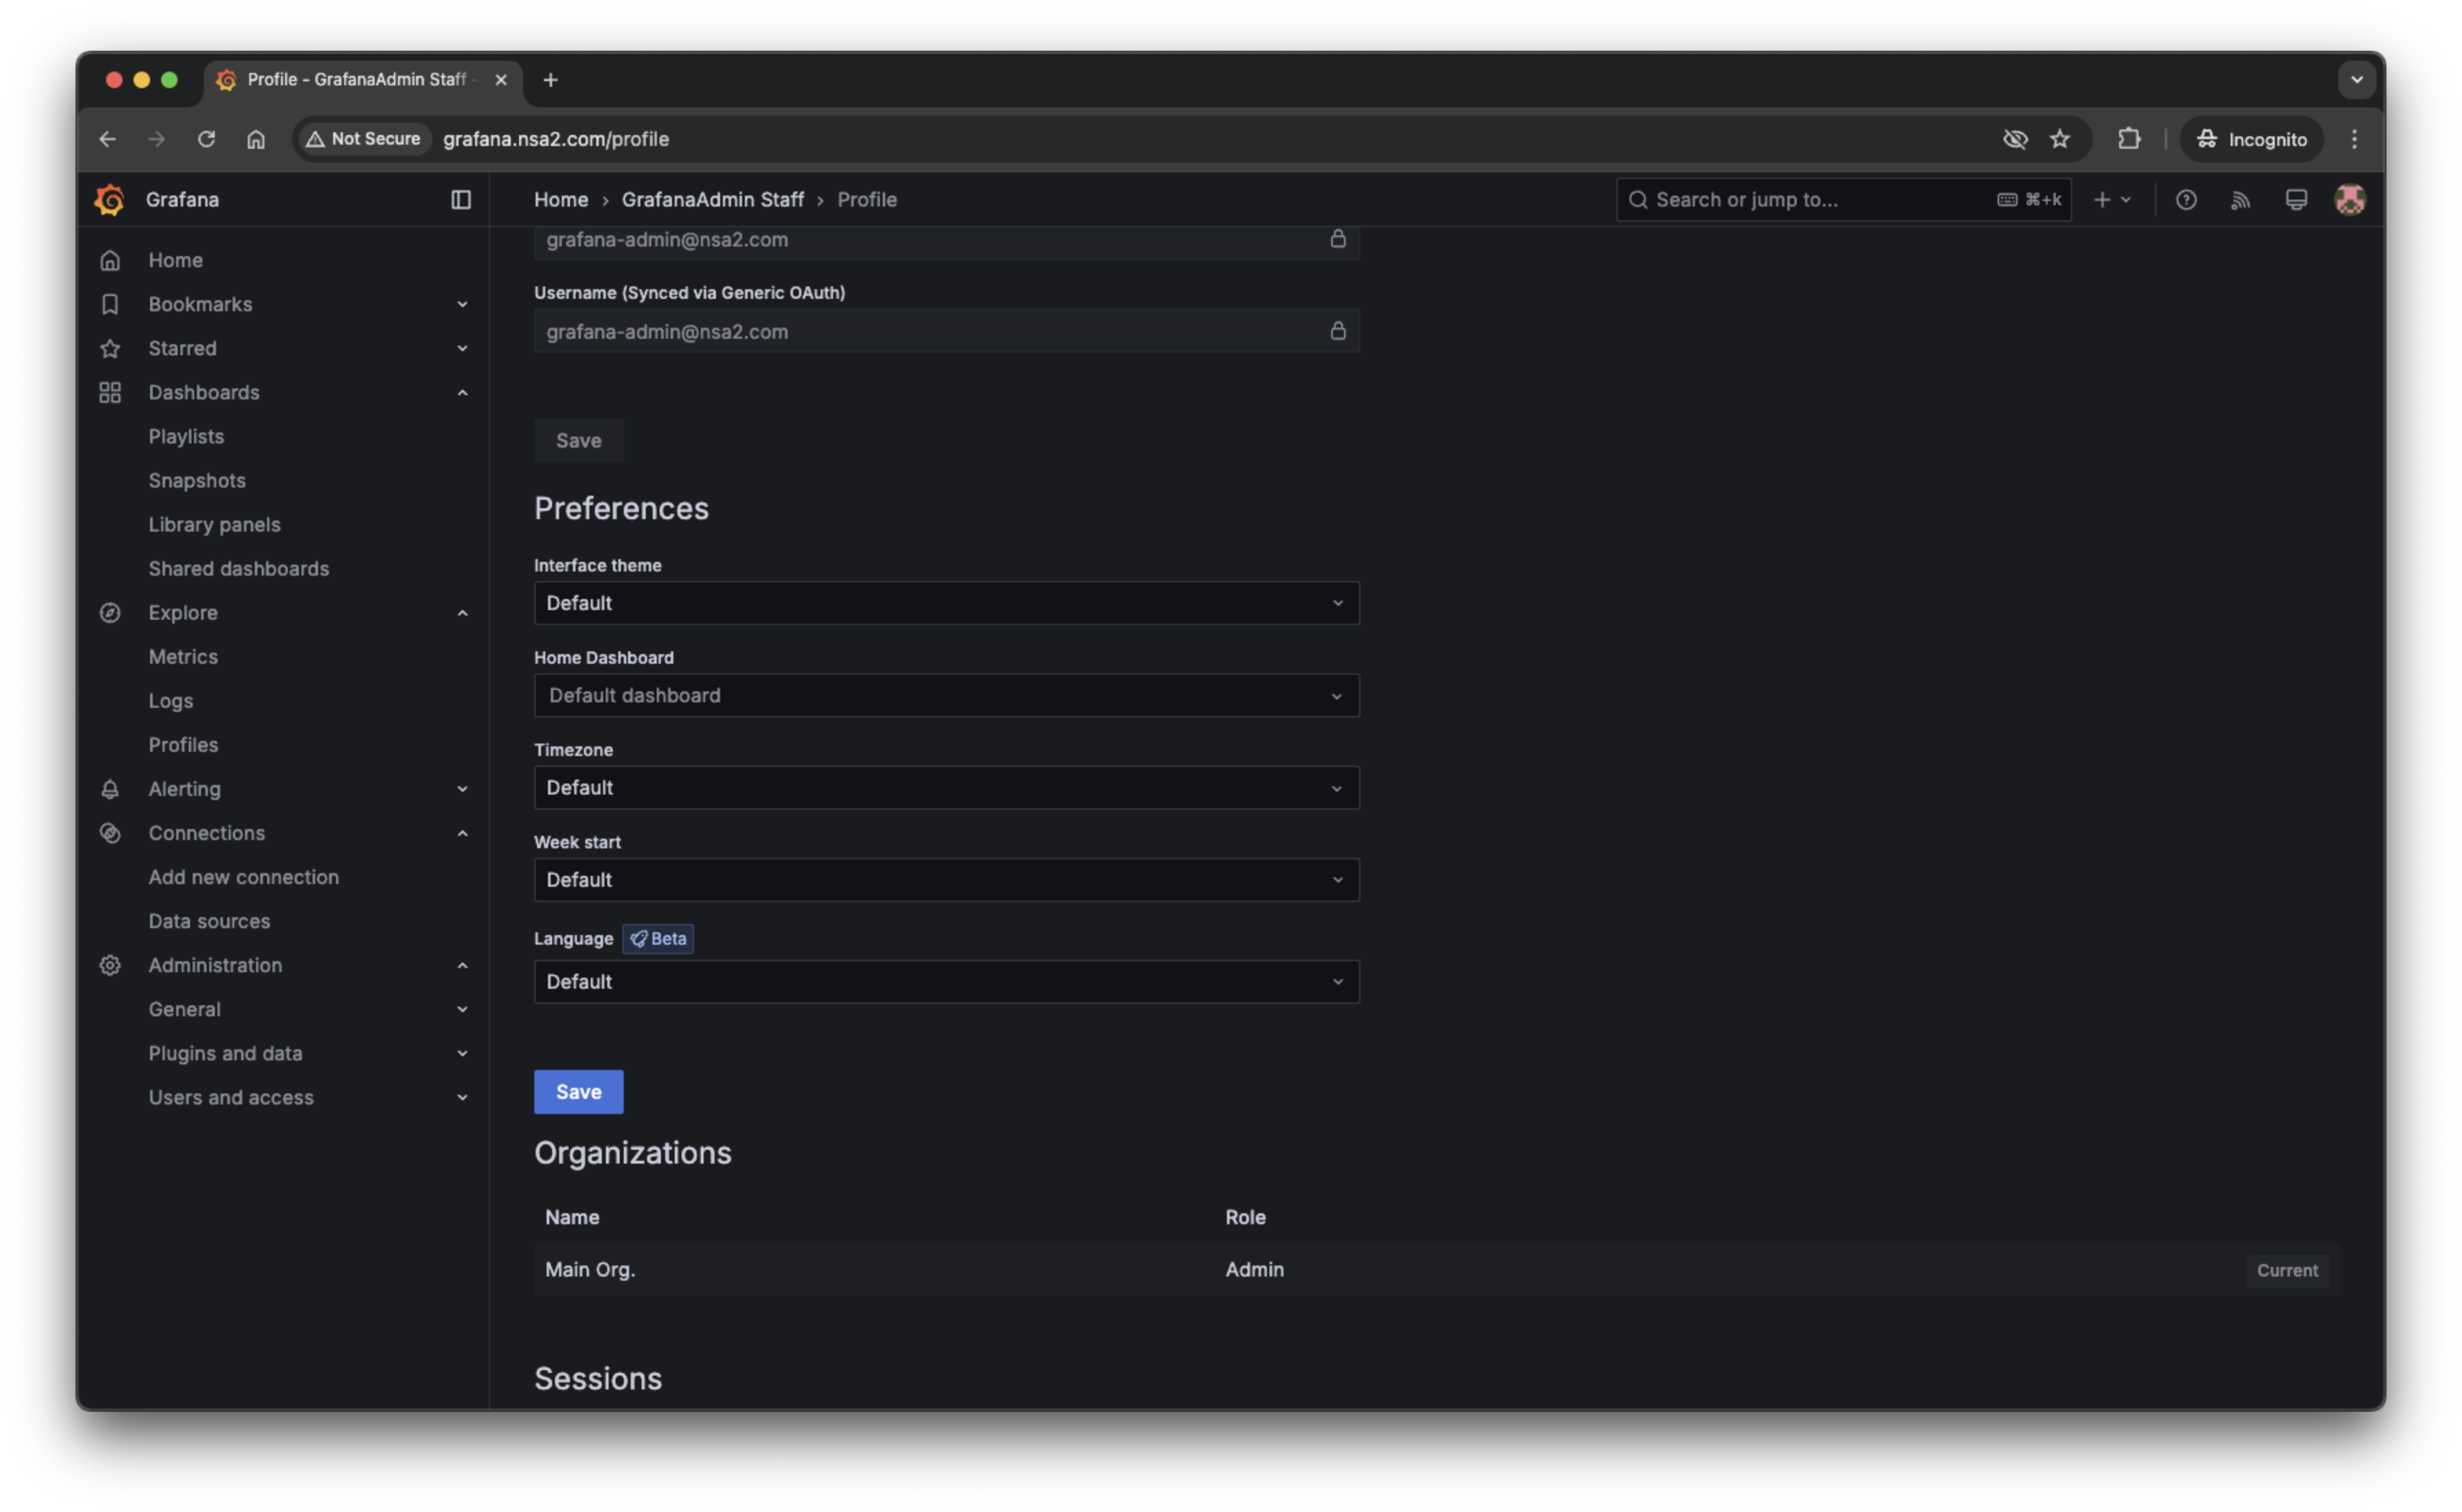 Profile - GrafanaAdmin Staff -
Not Secure
grafana.nsa2.com/profile
Incognito
Grafana
Home › GrafanaAdmin Staff › Profile
Search or jump to...
⌘+k
Home
Bookmarks
Starred
Dashboards
Playlists
Snapshots
Library panels
Shared dashboards
Explore
Metrics
Logs
Profiles
Alerting
Connections
Add new connection
Data sources
Administration
General
Plugins and data
Users and access
grafana-admin@nsa2.com
Username (Synced via Generic OAuth)
grafana-admin@nsa2.com
Save
Preferences
Interface theme
Default
Home Dashboard
Default dashboard
Timezone
Default
Week start
Default
Language Beta
Default
Save
Organizations
Name Role
Main Org. Admin Current
Sessions